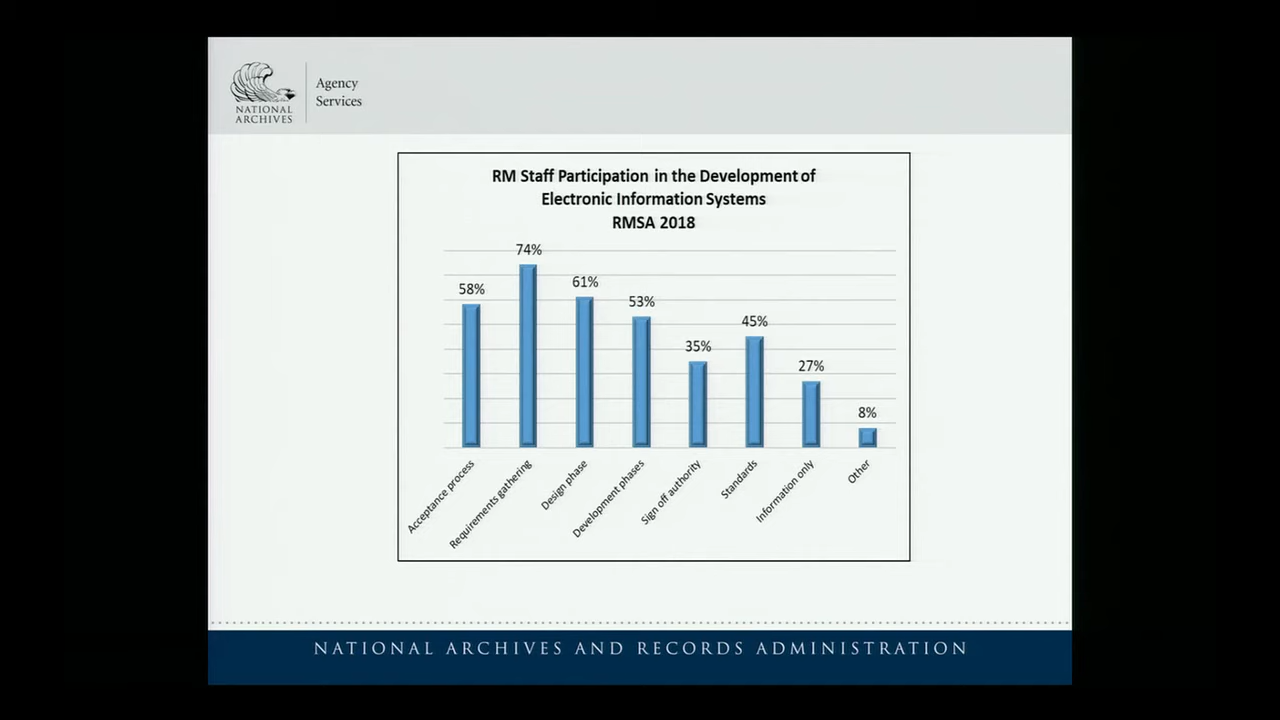 NATIONAL
ARCHIVES
Agency
Services
RM Staff Participation in the Development of
Electronic Information Systems
RMSA 2018
58%
74%
61%
53%
35%
45%
27%
8%
Acceptance process
Requirements gathering
Design phase
Development phases
Sign off authority
Standards
Information only
Other
NATIONAL ARCHIVES AND RECORDS ADMINISTRATION